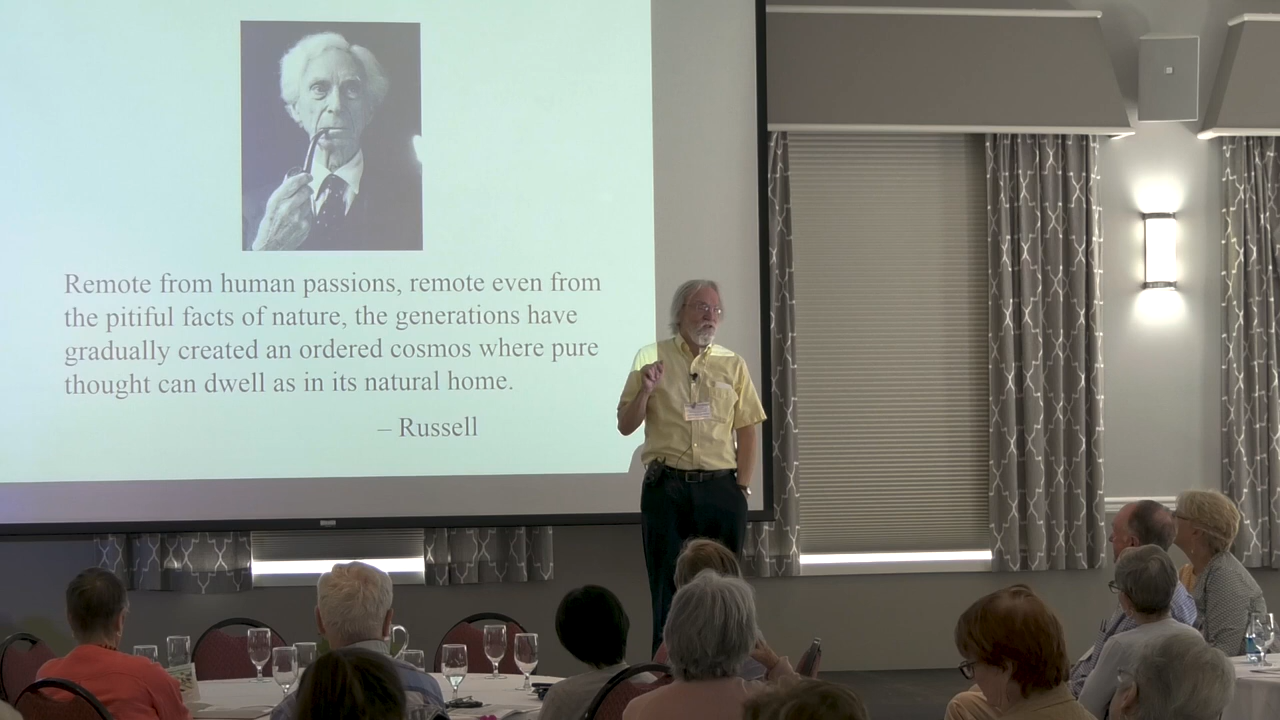 Remote from human passions, remote even from
the pitiful facts of nature, the generations have
gradually created an ordered cosmos where pure
thought can dwell as in its natural home.
– Russell